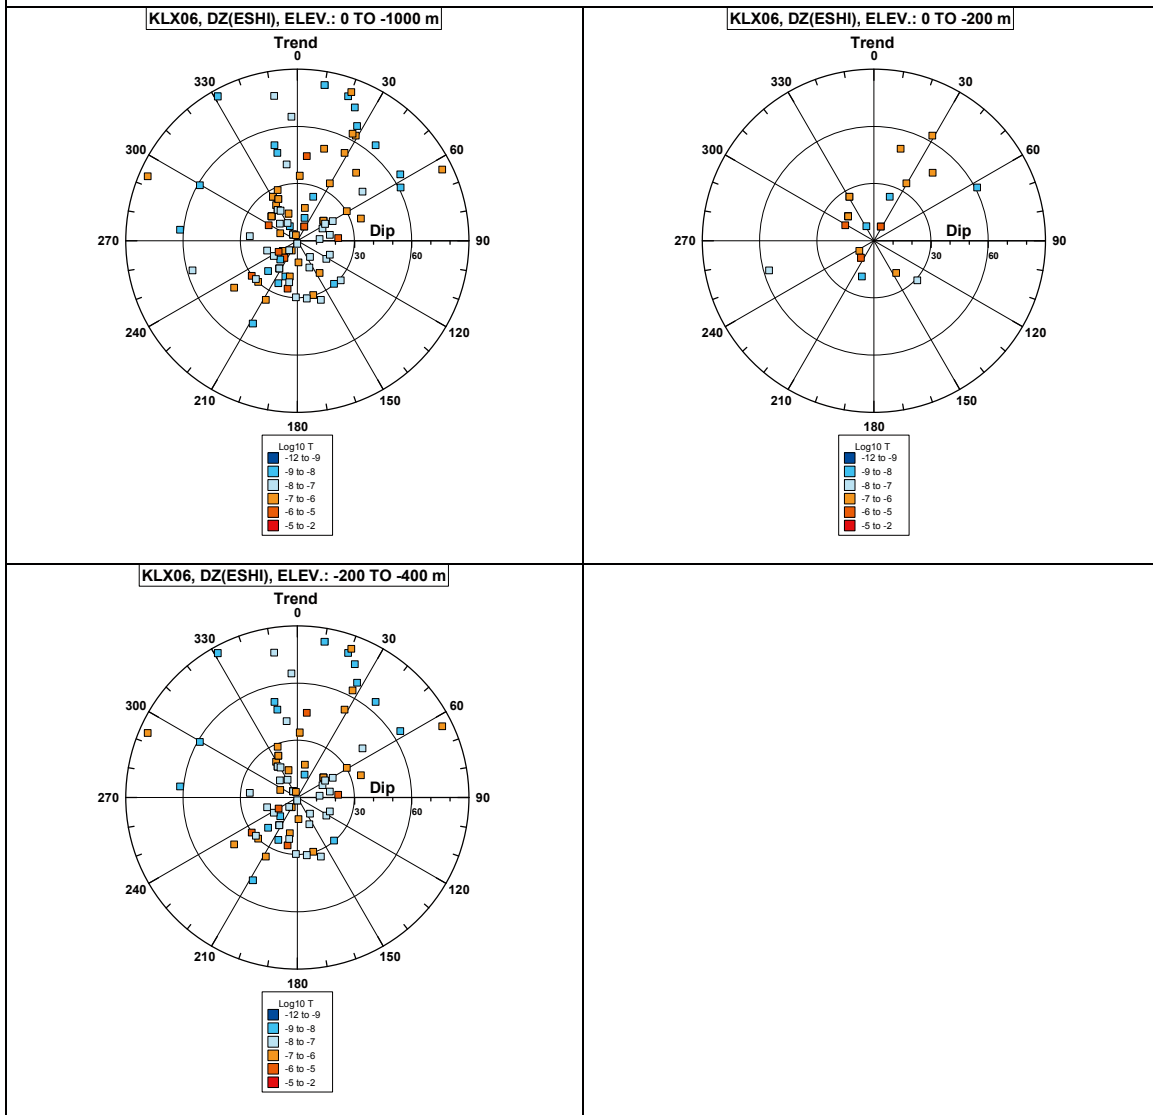 KLX06, DZ(ESHI), ELEV.: 0 TO -1000 m
Trend
0
330
30
300
60
Dip
270
30
60
90
240
120
210
150
180
Log10 T
-12 to -9
-9 to -8
-8 to -7
-7 to -6
-6 to -5
-5 to -2
KLX06, DZ(ESHI), ELEV.: 0 TO -200 m
Trend
0
330
30
300
60
Dip
270
30
60
90
240
120
210
150
180
Log10 T
-12 to -9
-9 to -8
-8 to -7
-7 to -6
-6 to -5
-5 to -2
KLX06, DZ(ESHI), ELEV.: -200 TO -400 m
Trend
0
330
30
300
60
Dip
270
30
60
90
240
120
210
150
180
Log10 T
-12 to -9
-9 to -8
-8 to -7
-7 to -6
-6 to -5
-5 to -2